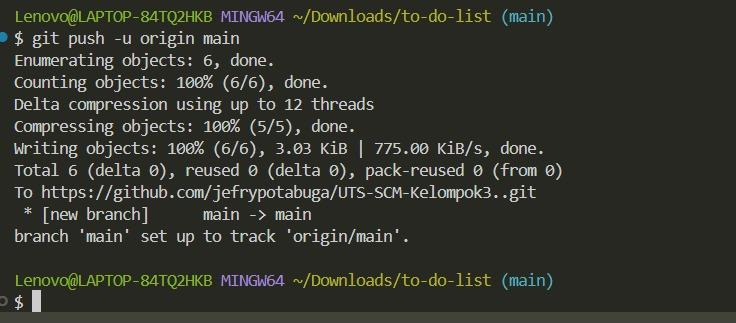 Lenovo@LAPTOP-84TQ2HKB MINGW64 ~/Downloads/to-do-list (main)
$ git push -u origin main
Enumerating objects: 6, done.
Counting objects: 100% (6/6), done.
Delta compression using up to 12 threads
Compressing objects: 100% (5/5), done.
Writing objects: 100% (6/6), 3.03 KiB | 775.00 KiB/s, done.
Total 6 (delta 0), reused 0 (delta 0), pack-reused 0 (from 0)
To https://github.com/jefrypotabuga/UTS-SCM-Kelompok3..git
 * [new branch]      main -> main
branch 'main' set up to track 'origin/main'.

Lenovo@LAPTOP-84TQ2HKB MINGW64 ~/Downloads/to-do-list (main)
$